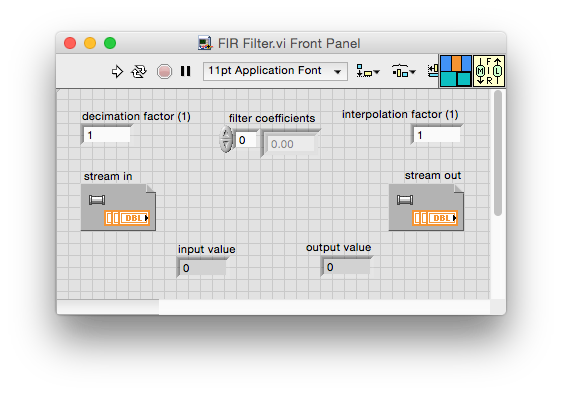 FIR Filter.vi Front Panel
11pt Application Font
F
M L
I R T
decimation factor (1)
1
filter coefficients
0
0.00
interpolation factor (1)
1
stream in
DBL
stream out
DBL
input value
0
output value
0